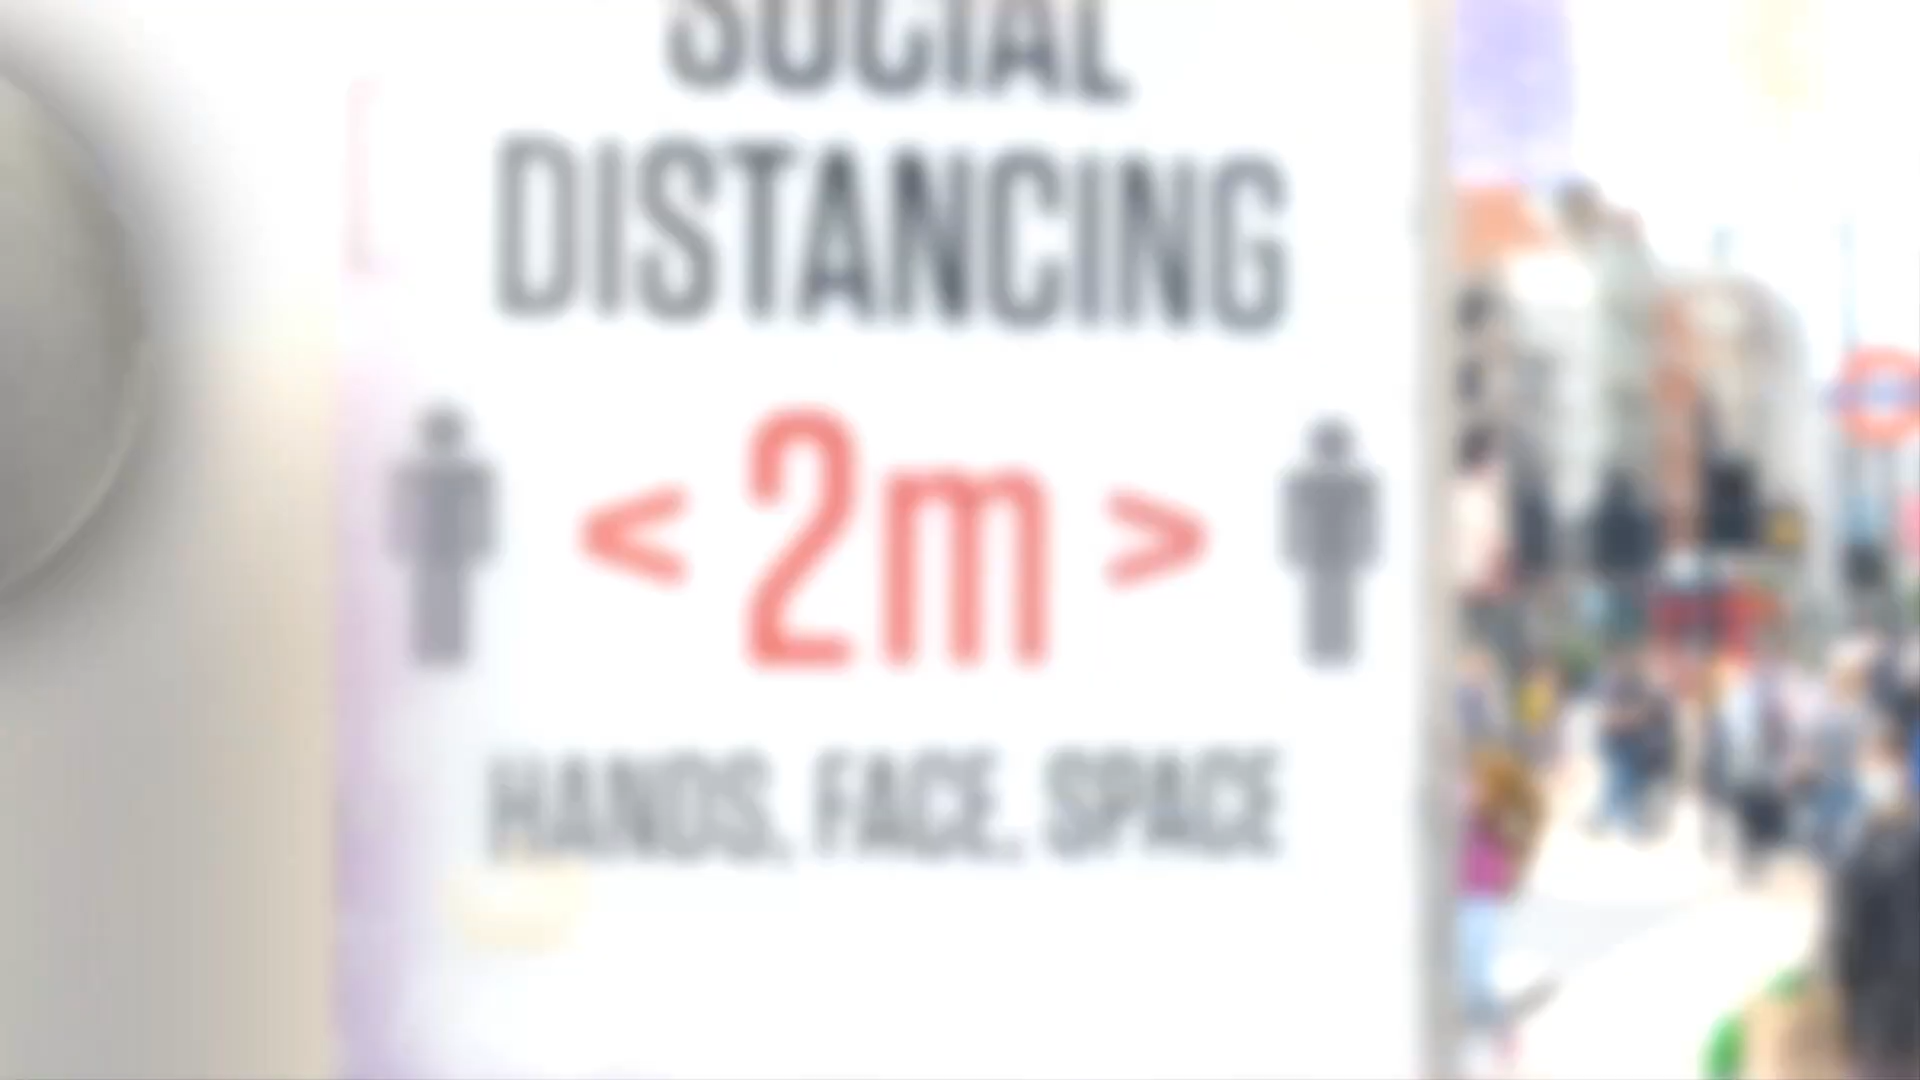 SOCIAL
DISTANCING
< 2m >
HANDS. FACE. SPACE